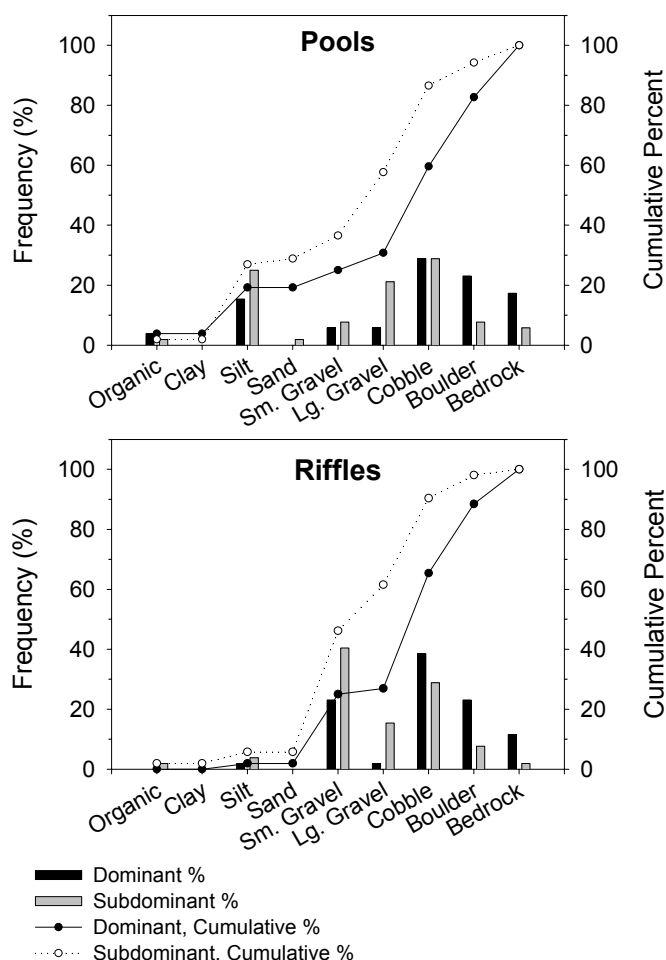 Pools
Frequency (%)
Cumulative Percent
100 100
80 80
60 60
40 40
20 20
0 0
Organic Clay Silt Sand Sm. Gravel Lg. Gravel Cobble Boulder Bedrock
Riffles
Frequency (%)
Cumulative Percent
100 100
80 80
60 60
40 40
20 20
0 0
Organic Clay Silt Sand Sm. Gravel Lg. Gravel Cobble Boulder Bedrock
Dominant %
Subdominant %
Dominant, Cumulative %
Subdominant, Cumulative %